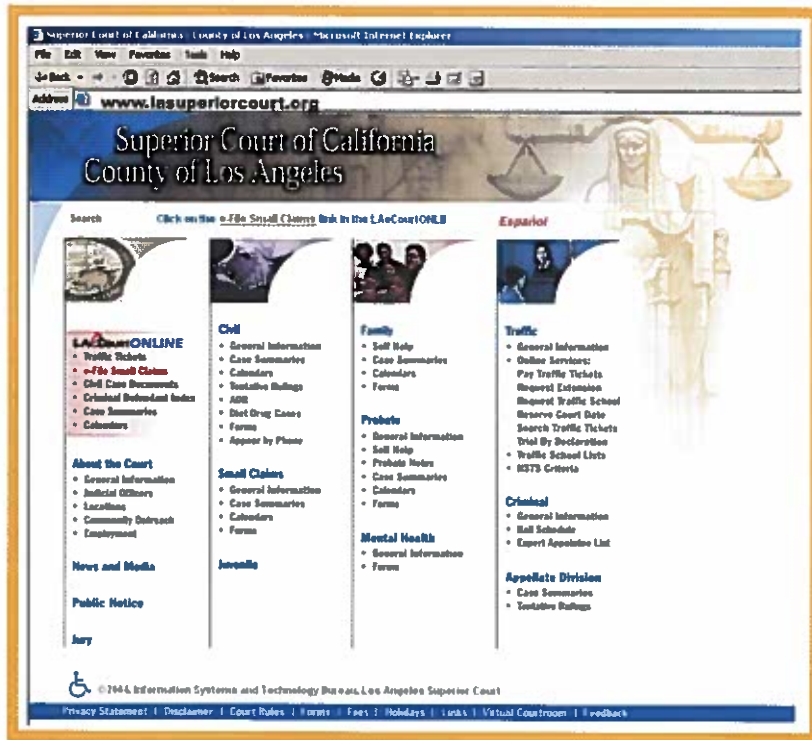 Superior Court of California - County of Los Angeles - Microsoft Internet Explorer
File Edit View Favorites Tools Help
Back Search Favorites Media
Address www.lasuperiorcourt.org
Superior Court of California
County of Los Angeles
Search Click on the e-File Small Claims link in the LAeCourtONLI Español
LAeCourtONLINE
• Traffic Tickets
• e-File Small Claims
• Civil Case Documents
• Criminal Defendant Index
• Case Summaries
• Calendars
About the Court
• General Information
• Judicial Officers
• Locations
• Community Outreach
• Employment
News and Media
Public Notice
Jury
Civil
• General Information
• Case Summaries
• Calendars
• Tentative Rulings
• ADR
• Diet Drug Cases
• Forms
• Appear by Phone
Small Claims
• General Information
• Case Summaries
• Calendars
• Forms
Juvenile
Family
• Self Help
• Case Summaries
• Calendars
• Forms
Probate
• General Information
• Self Help
• Probate Notes
• Case Summaries
• Calendars
• Forms
Mental Health
• General Information
• Forms
Traffic
• General Information
• Online Services:
Pay Traffic Tickets
Request Extension
Request Traffic School
Reserve Court Date
Search Traffic Tickets
Trial By Declaration
• Traffic School Lists
• NSTS Criteria
Criminal
• General Information
• Bail Schedule
• Expert Appointee List
Appellate Division
• Case Summaries
• Tentative Rulings
©2004, Information Systems and Technology Bureau, Los Angeles Superior Court
Privacy Statement | Disclaimer | Court Rules | Forms | Fees | Holidays | Links | Virtual Courtroom | Feedback